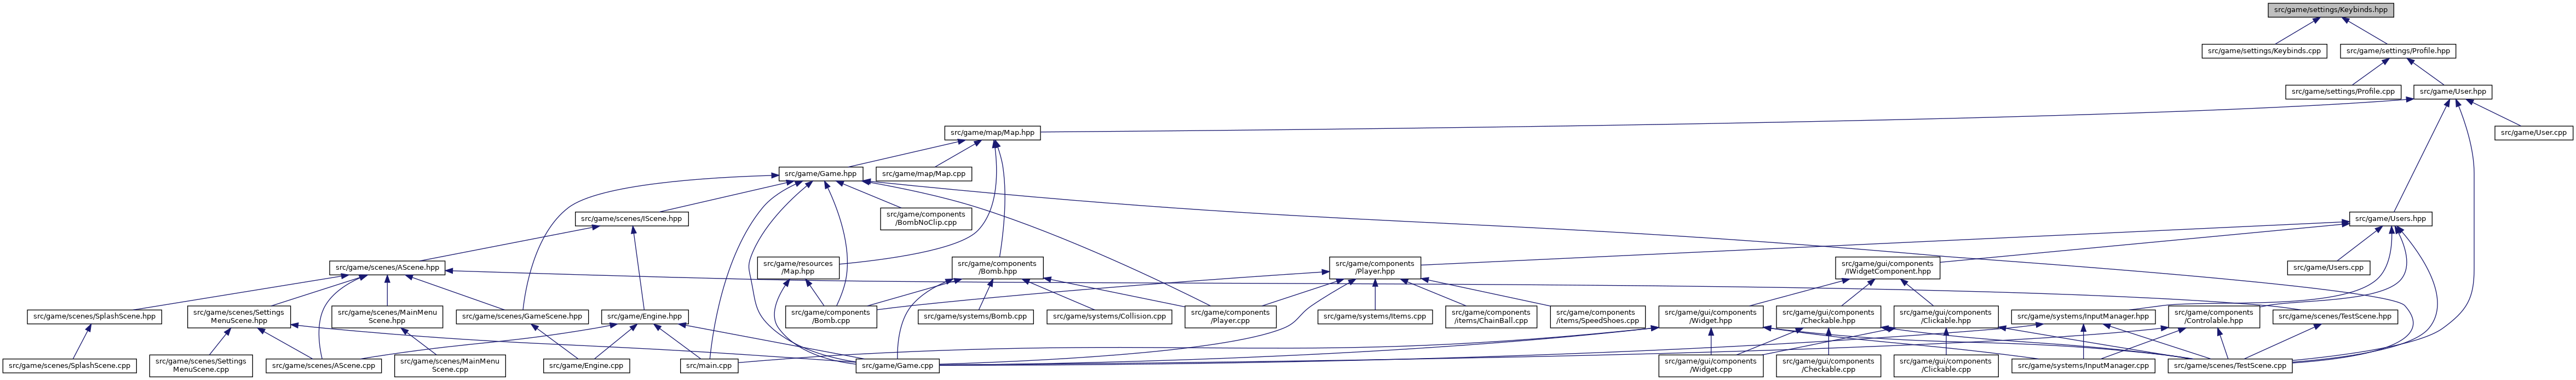 src/game/settings/Keybinds.hpp
src/game/settings/Keybinds.cpp
src/game/settings/Profile.hpp
src/game/settings/Profile.cpp
src/game/User.hpp
src/game/map/Map.hpp
src/game/User.cpp
src/game/Game.hpp
src/game/map/Map.cpp
src/game/scenes/IScene.hpp
src/game/components
/BombNoClip.cpp
src/game/Users.hpp
src/game/scenes/AScene.hpp
src/game/resources
/Map.hpp
src/game/components
/Bomb.hpp
src/game/components
/Player.hpp
src/game/gui/components
/IWidgetComponent.hpp
src/game/Users.cpp
src/game/scenes/SplashScene.hpp
src/game/scenes/Settings
MenuScene.hpp
src/game/scenes/MainMenu
Scene.hpp
src/game/scenes/GameScene.hpp
src/game/Engine.hpp
src/game/components
/Bomb.cpp
src/game/systems/Bomb.cpp
src/game/systems/Collision.cpp
src/game/components
/Player.cpp
src/game/systems/Items.cpp
src/game/components
/items/ChainBall.cpp
src/game/components
/items/SpeedShoes.cpp
src/game/gui/components
/Widget.hpp
src/game/gui/components
/Checkable.hpp
src/game/gui/components
/Clickable.hpp
src/game/systems/InputManager.hpp
src/game/components
/Controlable.hpp
src/game/scenes/TestScene.hpp
src/game/scenes/SplashScene.cpp
src/game/scenes/Settings
MenuScene.cpp
src/game/scenes/AScene.cpp
src/game/scenes/MainMenu
Scene.cpp
src/game/Engine.cpp
src/main.cpp
src/game/Game.cpp
src/game/gui/components
/Widget.cpp
src/game/gui/components
/Checkable.cpp
src/game/gui/components
/Clickable.cpp
src/game/systems/InputManager.cpp
src/game/scenes/TestScene.cpp